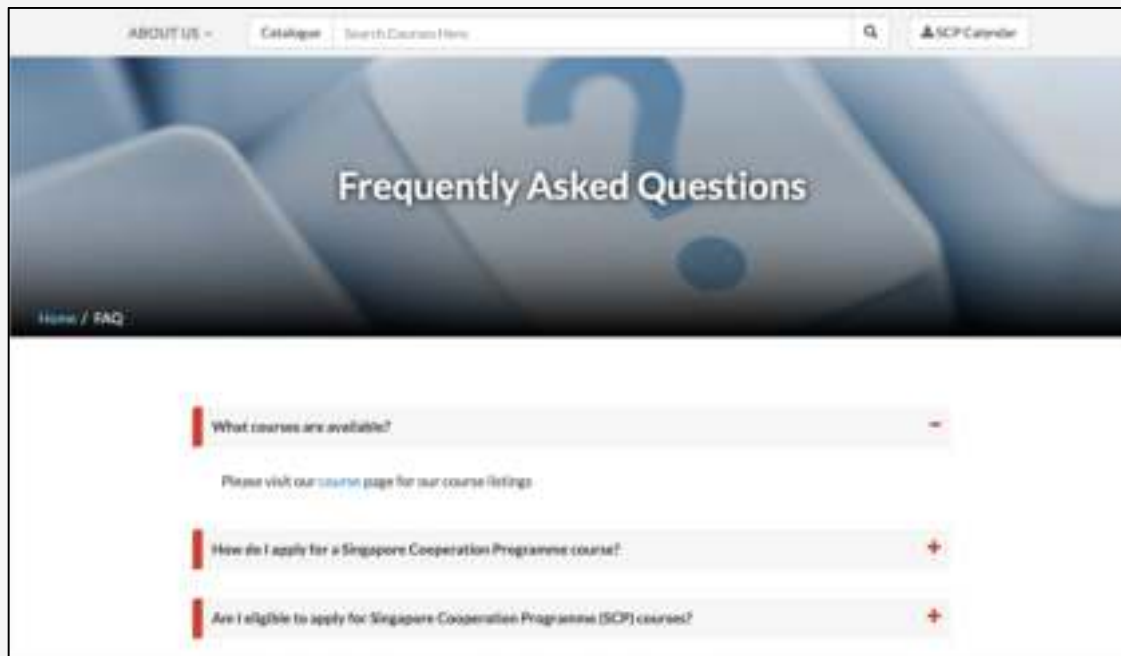 ABOUT US
Catalogue Search Courses Here SCP Calendar
?
Frequently Asked Questions
Home / FAQ
What courses are available? −
Please visit our course page for our course listings
How do I apply for a Singapore Cooperation Programme course? +
Are I eligible to apply for Singapore Cooperation Programme (SCP) courses? +